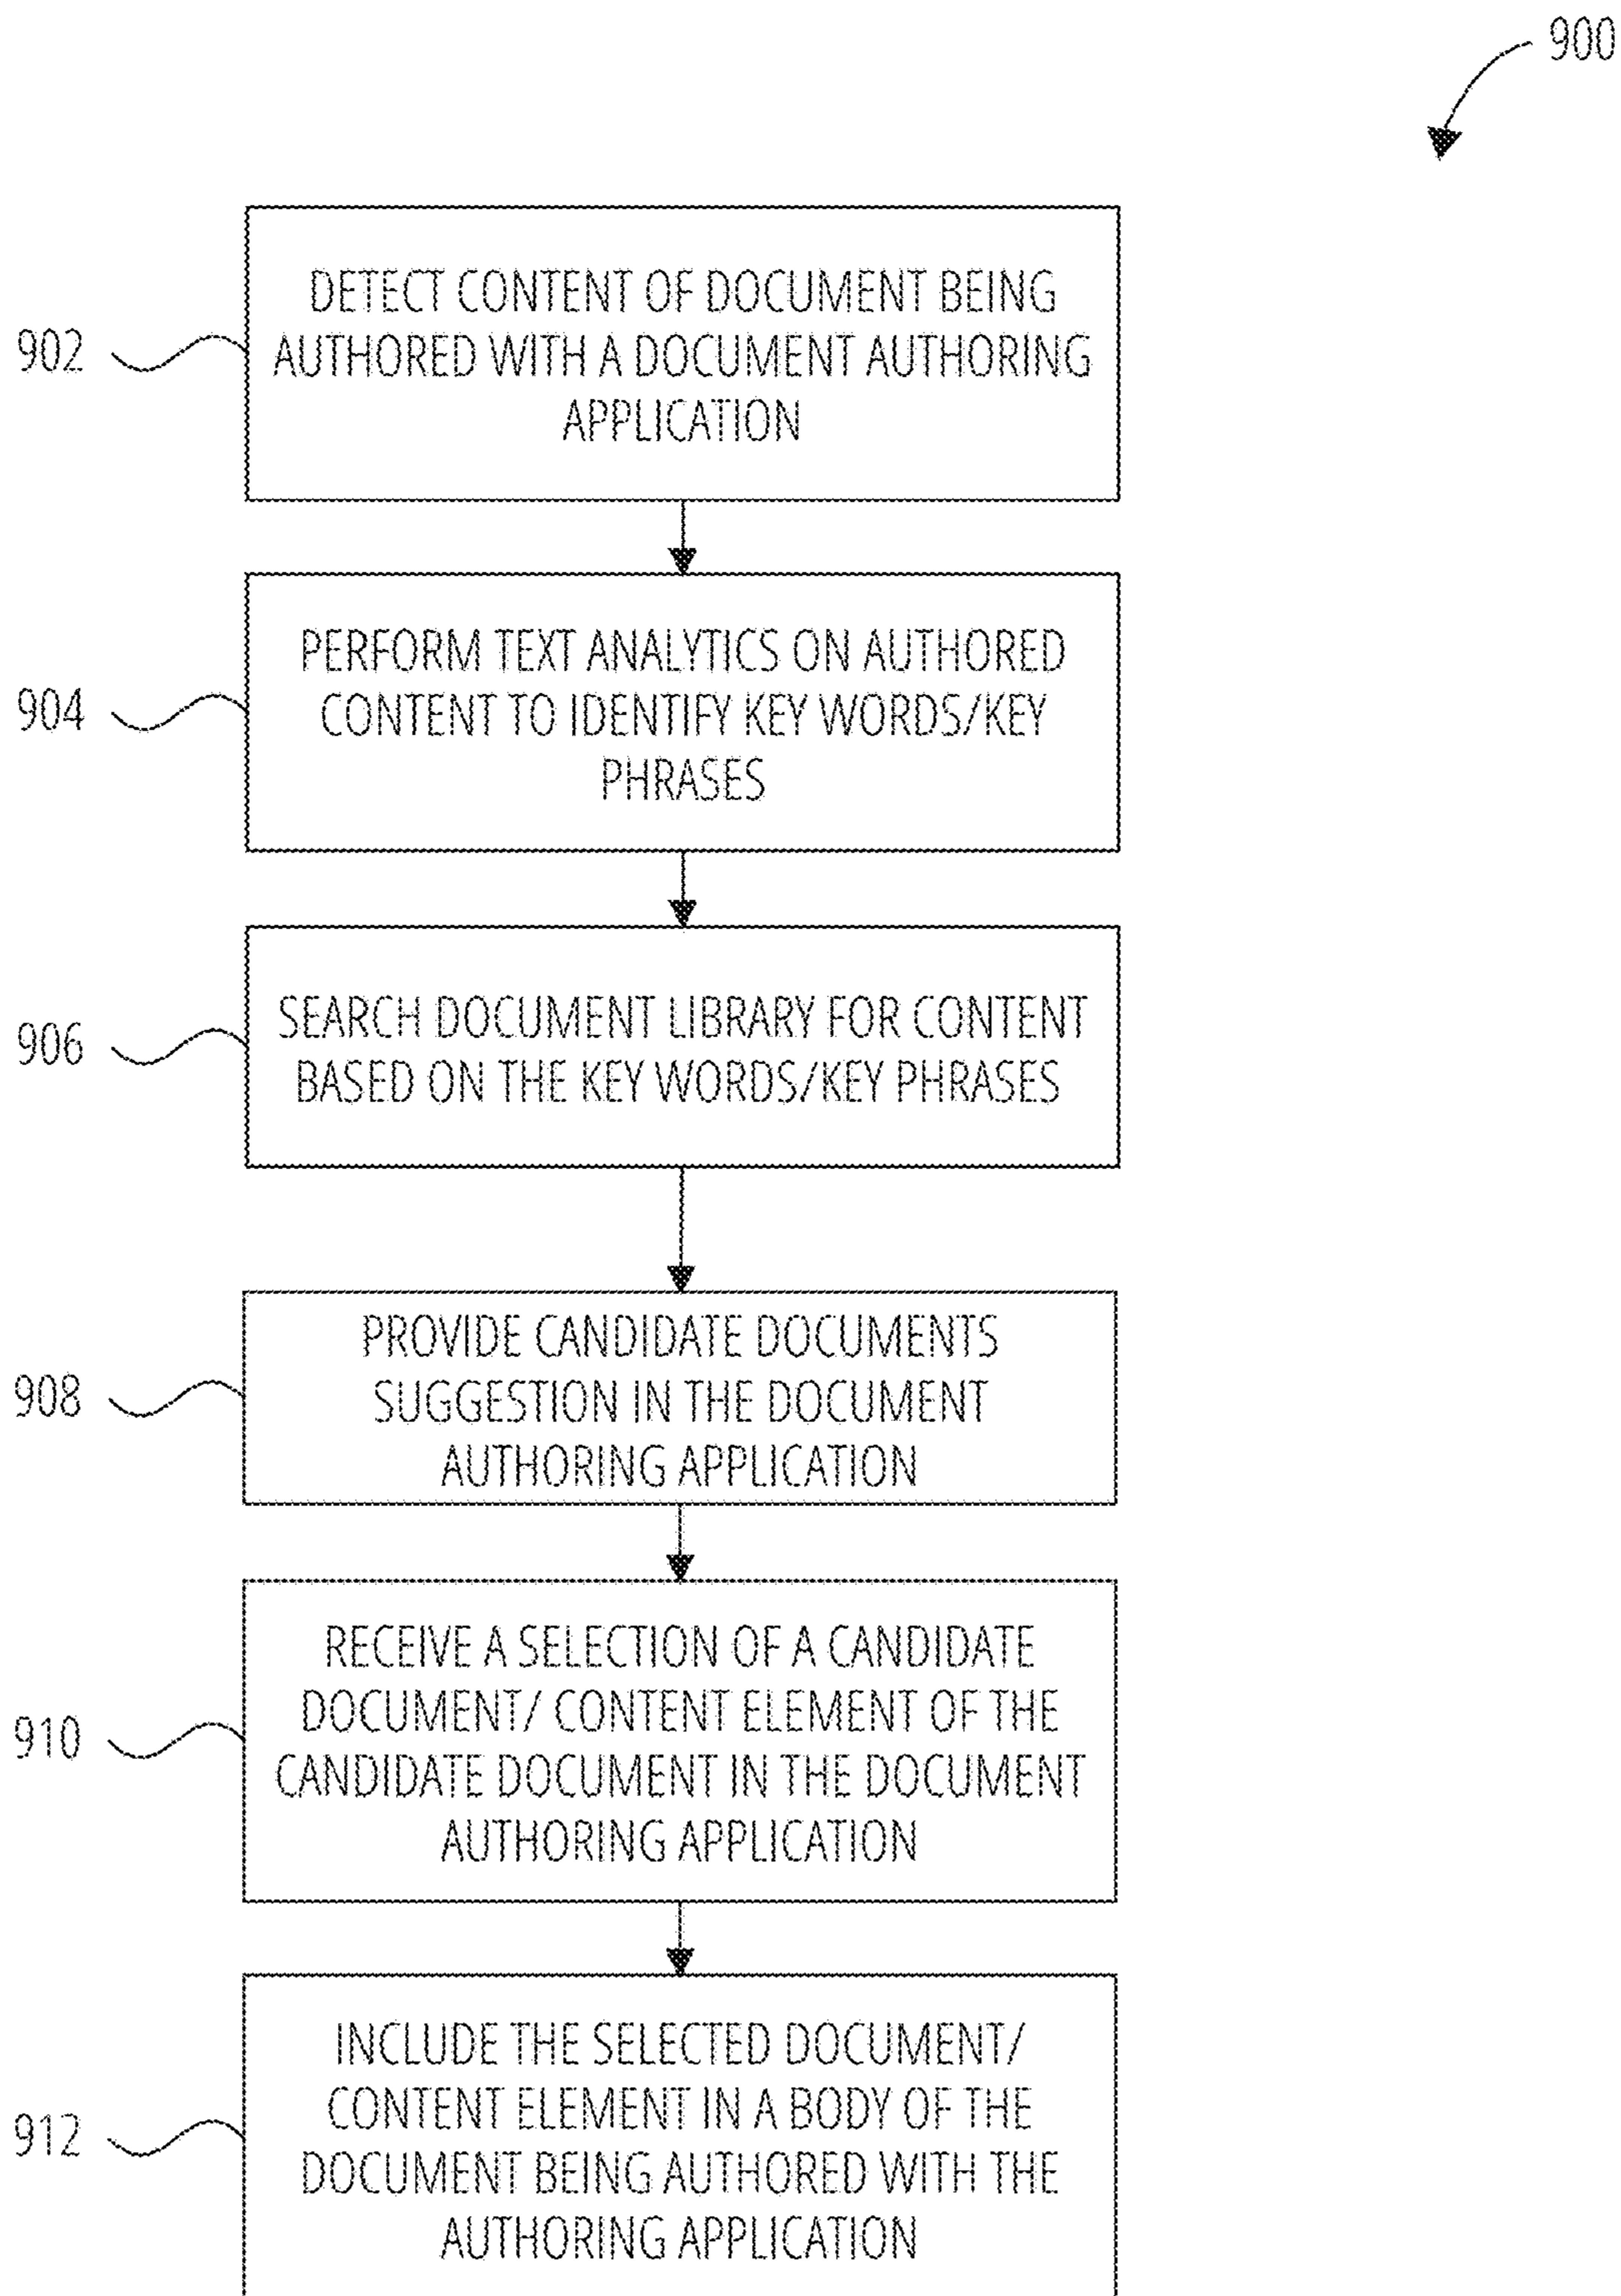 900
902
DETECT CONTENT OF DOCUMENT BEING
AUTHORED WITH A DOCUMENT AUTHORING
APPLICATION
904
PERFORM TEXT ANALYTICS ON AUTHORED
CONTENT TO IDENTIFY KEY WORDS/KEY
PHRASES
906
SEARCH DOCUMENT LIBRARY FOR CONTENT
BASED ON THE KEY WORDS/KEY PHRASES
908
PROVIDE CANDIDATE DOCUMENTS
SUGGESTION IN THE DOCUMENT
AUTHORING APPLICATION
910
RECEIVE A SELECTION OF A CANDIDATE
DOCUMENT/ CONTENT ELEMENT OF THE
CANDIDATE DOCUMENT IN THE DOCUMENT
AUTHORING APPLICATION
912
INCLUDE THE SELECTED DOCUMENT/
CONTENT ELEMENT IN A BODY OF THE
DOCUMENT BEING AUTHORED WITH THE
AUTHORING APPLICATION